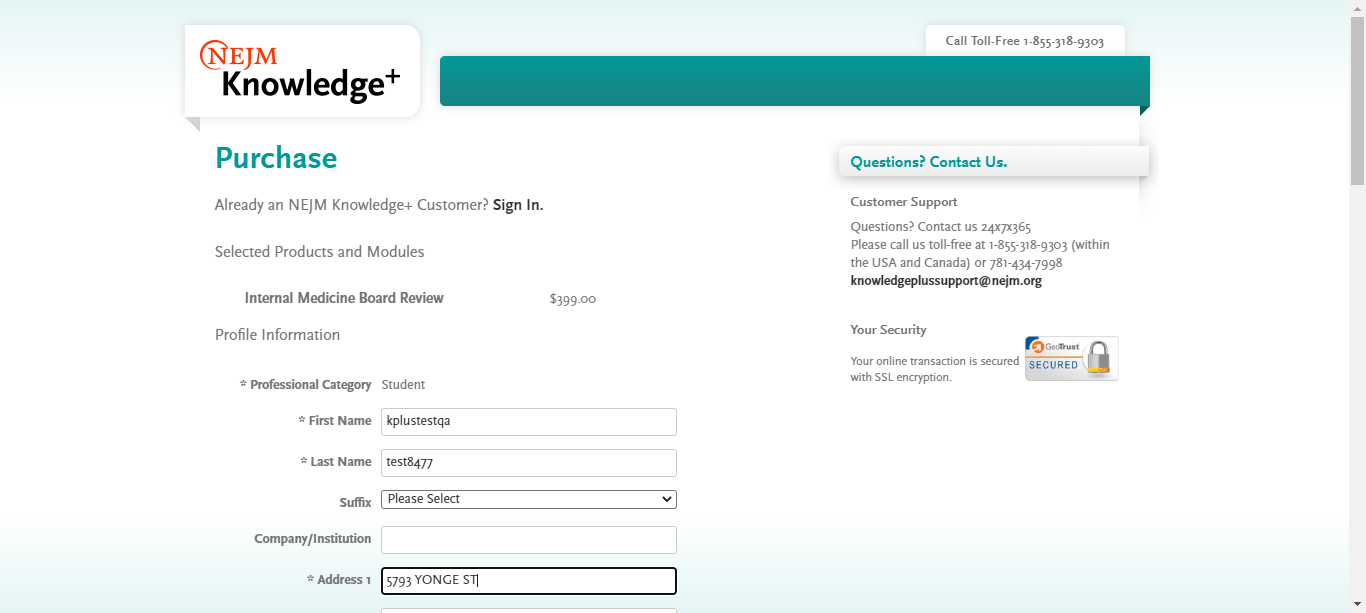 NEJM
Knowledge+
Call Toll-Free 1-855-318-9303
Purchase
Already an NEJM Knowledge+ Customer? Sign In.
Selected Products and Modules
Internal Medicine Board Review $399.00
Profile Information
* Professional Category Student
* First Name kplustestqa
* Last Name test8477
Suffix Please Select
Company/Institution
* Address 1 5793 YONGE ST
Questions? Contact Us.
Customer Support
Questions? Contact us 24x7x365
Please call us toll-free at 1-855-318-9303 (within
the USA and Canada) or 781-434-7998
knowledgeplussupport@nejm.org
Your Security
Your online transaction is secured
with SSL encryption.
GeoTrust
SECURED